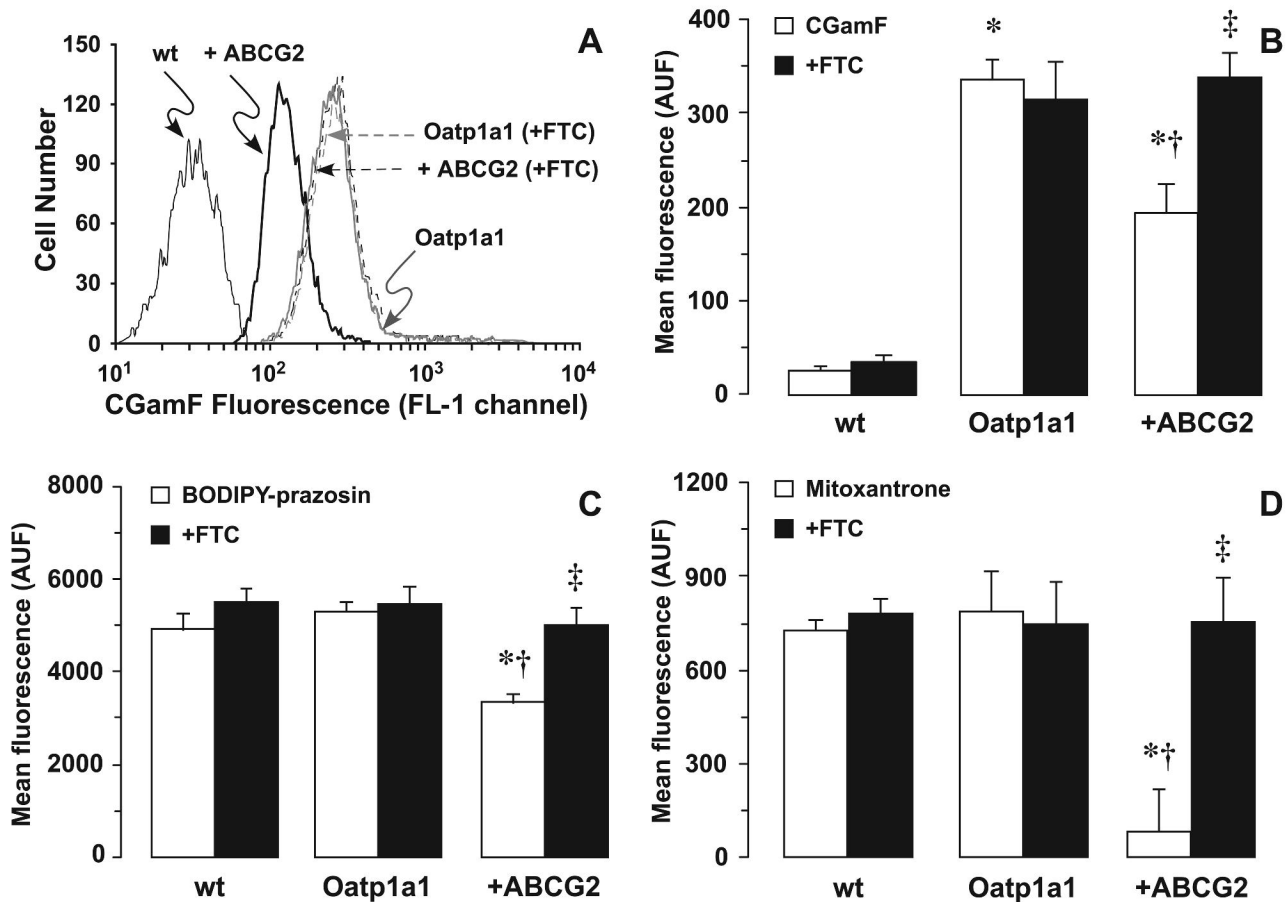 A
150
120
90
60
30
0
Cell Number
wt
+ ABCG2
Oatp1a1 (+FTC)
+ ABCG2 (+FTC)
Oatp1a1
10¹
10²
10³
10⁴
CGamF Fluorescence (FL-1 channel)
B
400
300
200
100
0
Mean fluorescence (AUF)
CGamF
+FTC
*
*†
‡
wt
Oatp1a1
+ABCG2
C
8000
6000
4000
2000
0
Mean fluorescence (AUF)
BODIPY-prazosin
+FTC
*†
‡
wt
Oatp1a1
+ABCG2
D
1200
900
600
300
0
Mean fluorescence (AUF)
Mitoxantrone
+FTC
*†
‡
wt
Oatp1a1
+ABCG2